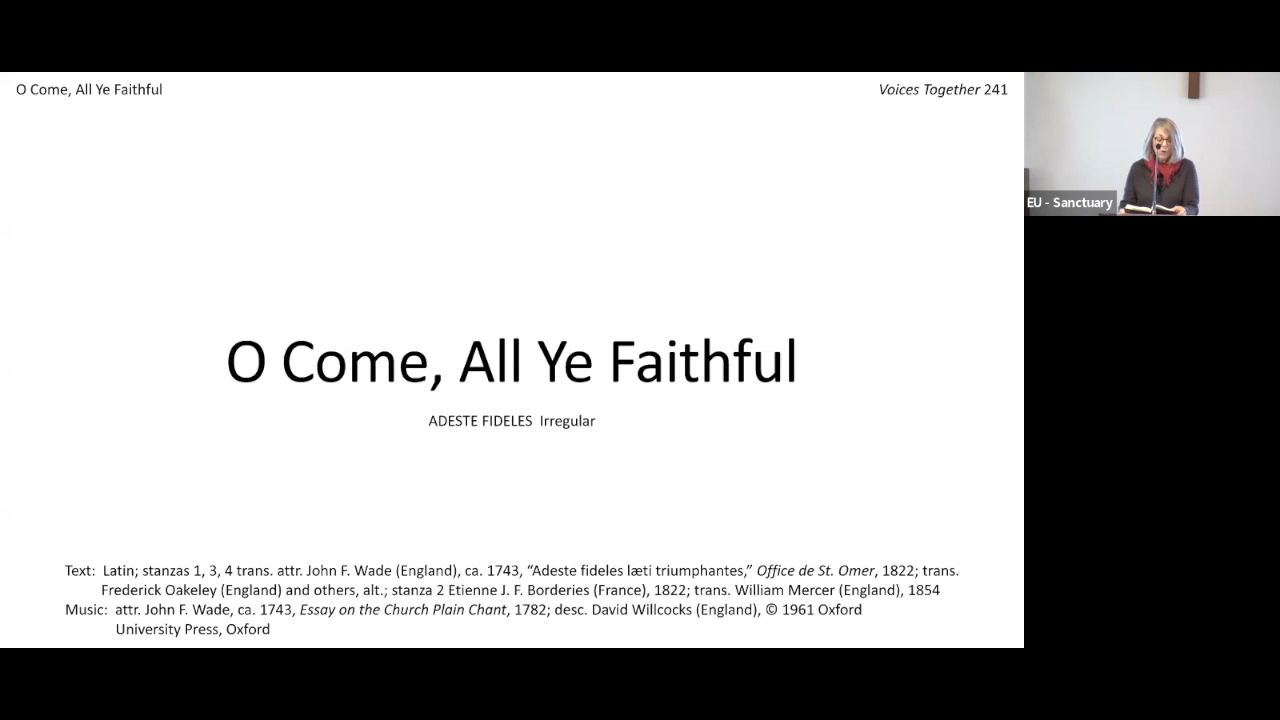 O Come, All Ye Faithful
Voices Together 241
EU - Sanctuary
O Come, All Ye Faithful
ADESTE FIDELES Irregular
Text: Latin; stanzas 1, 3, 4 trans. attr. John F. Wade (England), ca. 1743, “Adeste fideles læti triumphantes,” Office de St. Omer, 1822; trans.
Frederick Oakeley (England) and others, alt.; stanza 2 Etienne J. F. Borderies (France), 1822; trans. William Mercer (England), 1854
Music: attr. John F. Wade, ca. 1743, Essay on the Church Plain Chant, 1782; desc. David Willcocks (England), © 1961 Oxford
University Press, Oxford